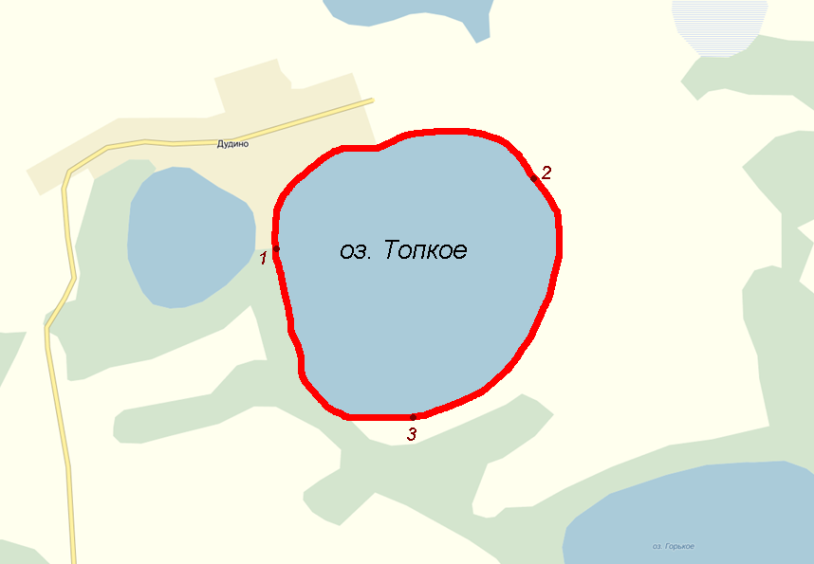 Дудино
2
оз. Топкое
1
3
оз. Горькое